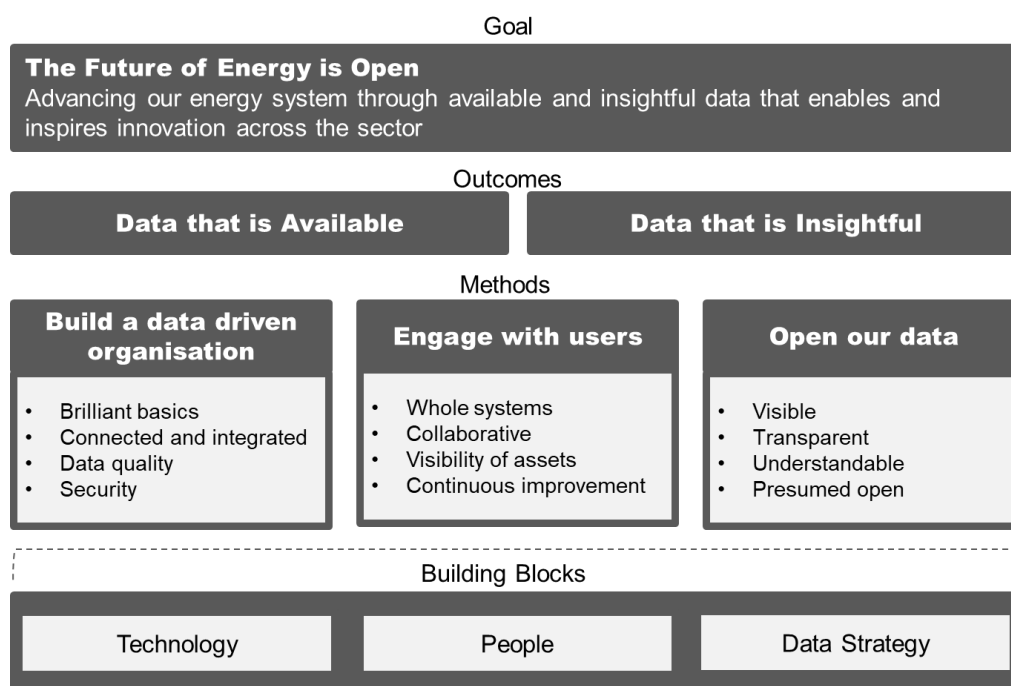 Goal
The Future of Energy is Open
Advancing our energy system through available and insightful data that enables and
inspires innovation across the sector
Outcomes
Data that is Available
Data that is Insightful
Methods
Build a data driven
organisation
• Brilliant basics
• Connected and integrated
• Data quality
• Security
Engage with users
• Whole systems
• Collaborative
• Visibility of assets
• Continuous improvement
Open our data
• Visible
• Transparent
• Understandable
• Presumed open
Building Blocks
Technology
People
Data Strategy